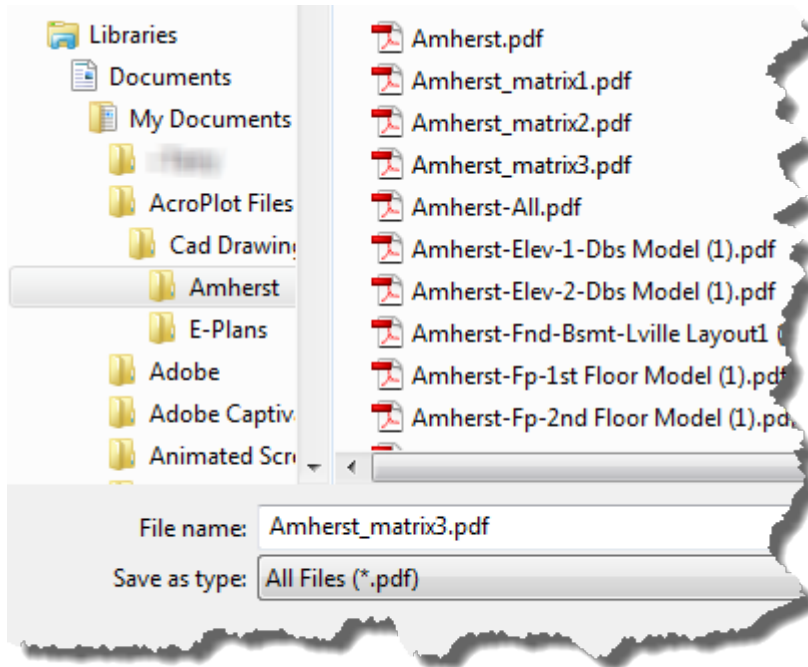 Libraries
Documents
My Documents
AcroPlot Files
Cad Drawin
Amherst
E-Plans
Adobe
Adobe Captiv
Animated Scr
Amherst.pdf
Amherst_matrix1.pdf
Amherst_matrix2.pdf
Amherst_matrix3.pdf
Amherst-All.pdf
Amherst-Elev-1-Dbs Model (1).pdf
Amherst-Elev-2-Dbs Model (1).pdf
Amherst-Fnd-Bsmt-Lville Layout1 (
Amherst-Fp-1st Floor Model (1).pdf
Amherst-Fp-2nd Floor Model (1).pd
File name: Amherst_matrix3.pdf
Save as type: All Files (*.pdf)